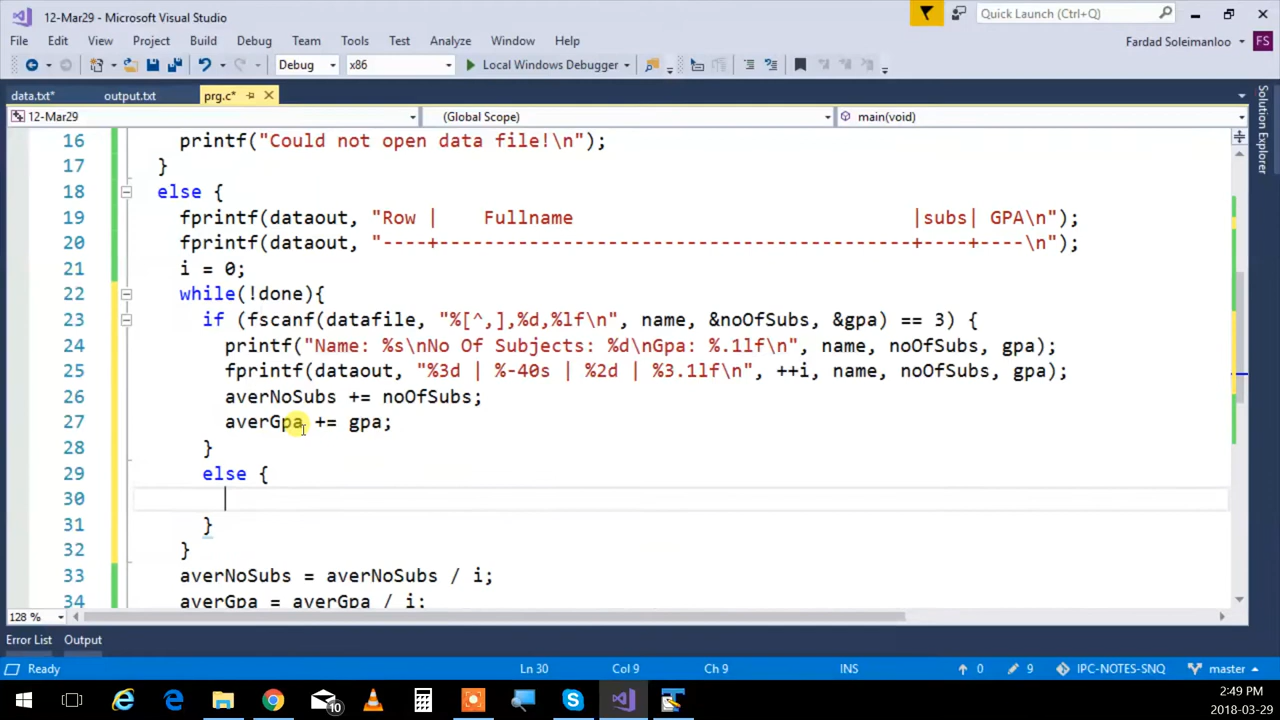 12-Mar29 - Microsoft Visual Studio
Quick Launch (Ctrl+Q)
File Edit View Project Build Debug Team Tools Test Analyze Window Help
Fardad Soleimanloo FS
Debug x86 Local Windows Debugger
data.txt* output.txt prg.c*
12-Mar29 (Global Scope) main(void)
Solution Explorer
16 printf("Could not open data file!\n");
17 }
18 else {
19 fprintf(dataout, "Row |    Fullname                              |subs| GPA\n");
20 fprintf(dataout, "----+------------------------------------------+----+----\n");
21 i = 0;
22 while(!done){
23 if (fscanf(datafile, "%[^,],%d,%lf\n", name, &noOfSubs, &gpa) == 3) {
24 printf("Name: %s\nNo Of Subjects: %d\nGpa: %.1lf\n", name, noOfSubs, gpa);
25 fprintf(dataout, "%3d | %-40s | %2d | %3.1lf\n", ++i, name, noOfSubs, gpa);
26 averNoSubs += noOfSubs;
27 averGpa += gpa;
28 }
29 else {
30
31 }
32 }
33 averNoSubs = averNoSubs / i;
34 averGpa = averGpa / i;
128 %
Error List Output
Ready Ln 30 Col 9 Ch 9 INS 0 9 IPC-NOTES-SNQ master
10
2:49 PM
2018-03-29